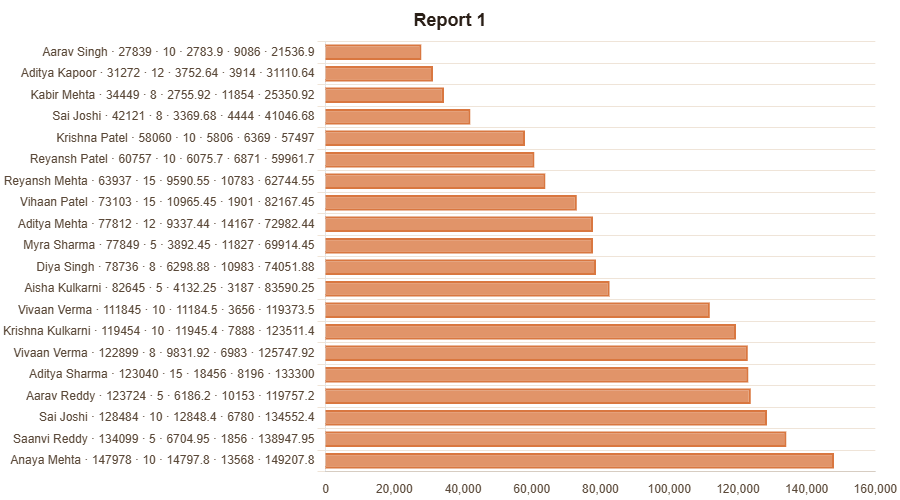 Report 1
Aarav Singh · 27839 · 10 · 2783.9 · 9086 · 21536.9
Aditya Kapoor · 31272 · 12 · 3752.64 · 3914 · 31110.64
Kabir Mehta · 34449 · 8 · 2755.92 · 11854 · 25350.92
Sai Joshi · 42121 · 8 · 3369.68 · 4444 · 41046.68
Krishna Patel · 58060 · 10 · 5806 · 6369 · 57497
Reyansh Patel · 60757 · 10 · 6075.7 · 6871 · 59961.7
Reyansh Mehta · 63937 · 15 · 9590.55 · 10783 · 62744.55
Vihaan Patel · 73103 · 15 · 10965.45 · 1901 · 82167.45
Aditya Mehta · 77812 · 12 · 9337.44 · 14167 · 72982.44
Myra Sharma · 77849 · 5 · 3892.45 · 11827 · 69914.45
Diya Singh · 78736 · 8 · 6298.88 · 10983 · 74051.88
Aisha Kulkarni · 82645 · 5 · 4132.25 · 3187 · 83590.25
Vivaan Verma · 111845 · 10 · 11184.5 · 3656 · 119373.5
Krishna Kulkarni · 119454 · 10 · 11945.4 · 7888 · 123511.4
Vivaan Verma · 122899 · 8 · 9831.92 · 6983 · 125747.92
Aditya Sharma · 123040 · 15 · 18456 · 8196 · 133300
Aarav Reddy · 123724 · 5 · 6186.2 · 10153 · 119757.2
Sai Joshi · 128484 · 10 · 12848.4 · 6780 · 134552.4
Saanvi Reddy · 134099 · 5 · 6704.95 · 1856 · 138947.95
Anaya Mehta · 147978 · 10 · 14797.8 · 13568 · 149207.8
0 20,000 40,000 60,000 80,000 100,000 120,000 140,000 160,000